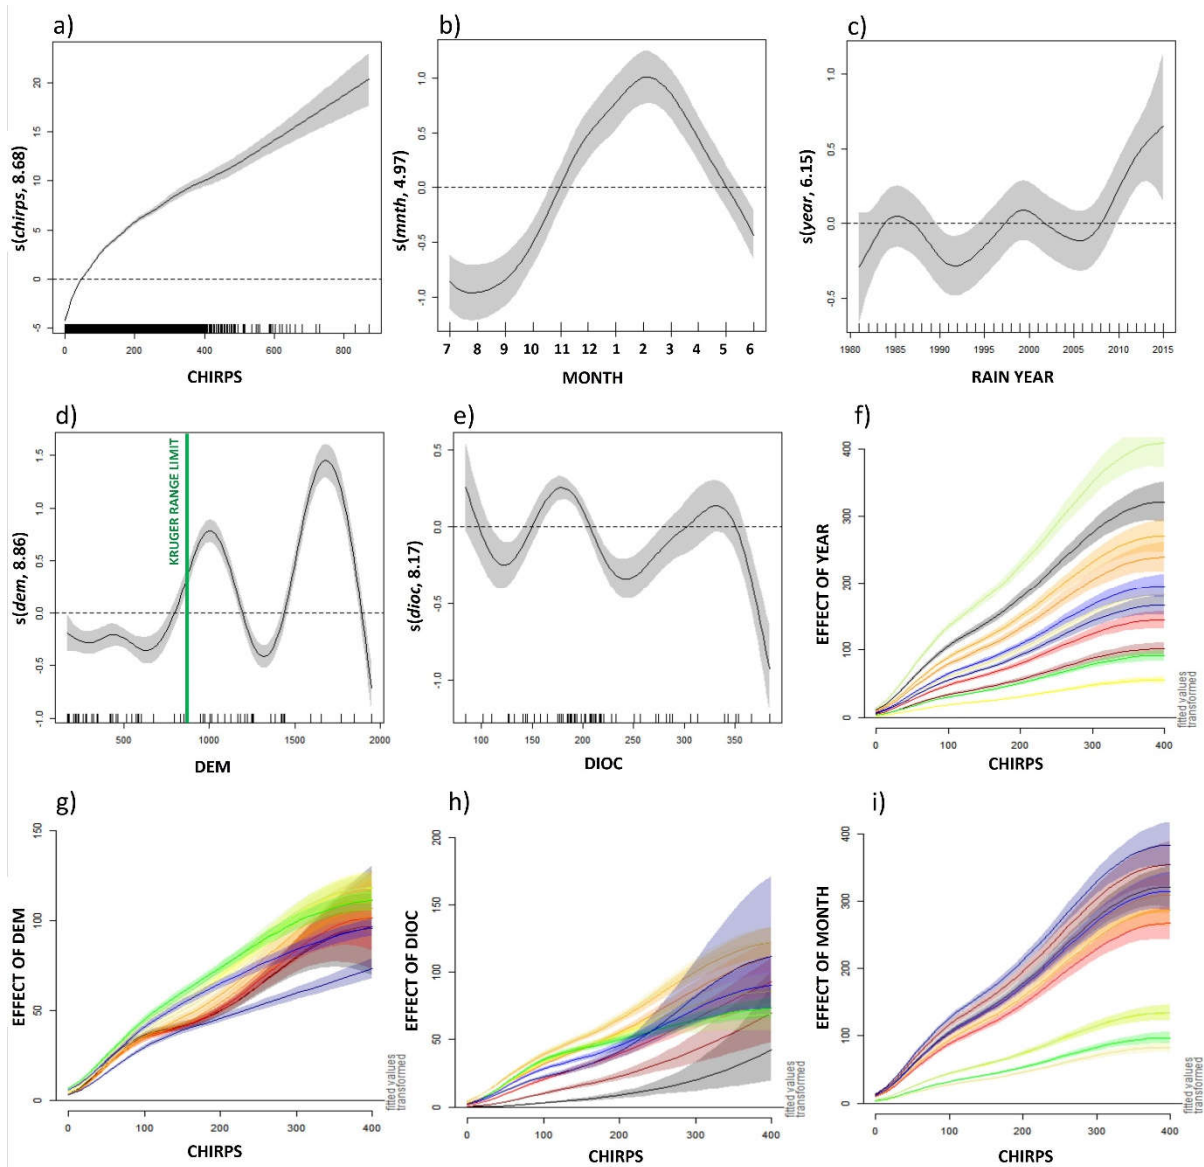 a)
s(chirps, 8.68)
20
15
10
5
0
-5
0 200 400 600 800
CHIRPS
b)
s(mnth, 4.97)
1.0
0.5
0.0
-0.5
-1.0
7 8 9 10 11 12 1 2 3 4 5 6
MONTH
c)
s(year, 6.15)
1.0
0.5
0.0
-0.5
1980 1985 1990 1995 2000 2005 2010 2015
RAIN YEAR
d)
s(dem, 8.86)
1.5
1.0
0.5
0.0
-0.5
-1.0
KRUGER RANGE LIMIT
500 1000 1500 2000
DEM
e)
s(dioc, 8.17)
0.5
0.0
-0.5
-1.0
100 150 200 250 300 350
DIOC
f)
EFFECT OF YEAR
400
300
200
100
0
0 100 200 300 400
CHIRPS
fitted values
transformed
g)
EFFECT OF DEM
150
100
50
0
0 100 200 300 400
CHIRPS
fitted values
transformed
h)
EFFECT OF DIOC
200
150
100
50
0
0 100 200 300 400
CHIRPS
fitted values
transformed
i)
EFFECT OF MONTH
400
300
200
100
0
0 100 200 300 400
CHIRPS
fitted values
transformed